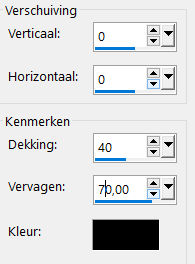 Verschuiving
Verticaal: 0
Horizontaal: 0
Kenmerken
Dekking: 40
Vervagen: 70,00
Kleur: